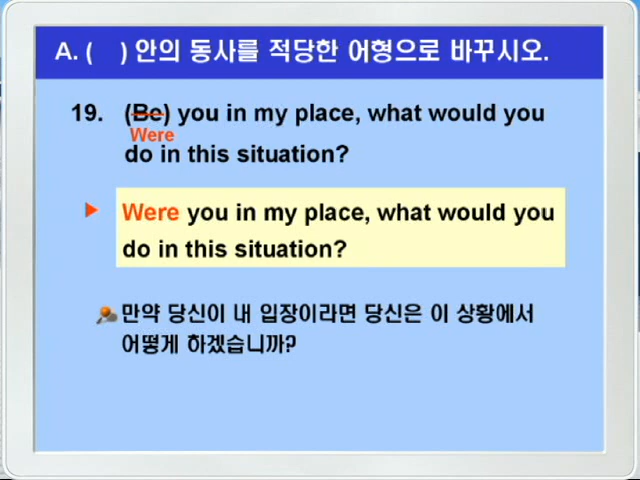 A. (    ) 안의 동사를 적당한 어형으로 바꾸시오.
19. (Be) you in my place, what would you
Were
do in this situation?
Were you in my place, what would you
do in this situation?
만약 당신이 내 입장이라면 당신은 이 상황에서
어떻게 하겠습니까?